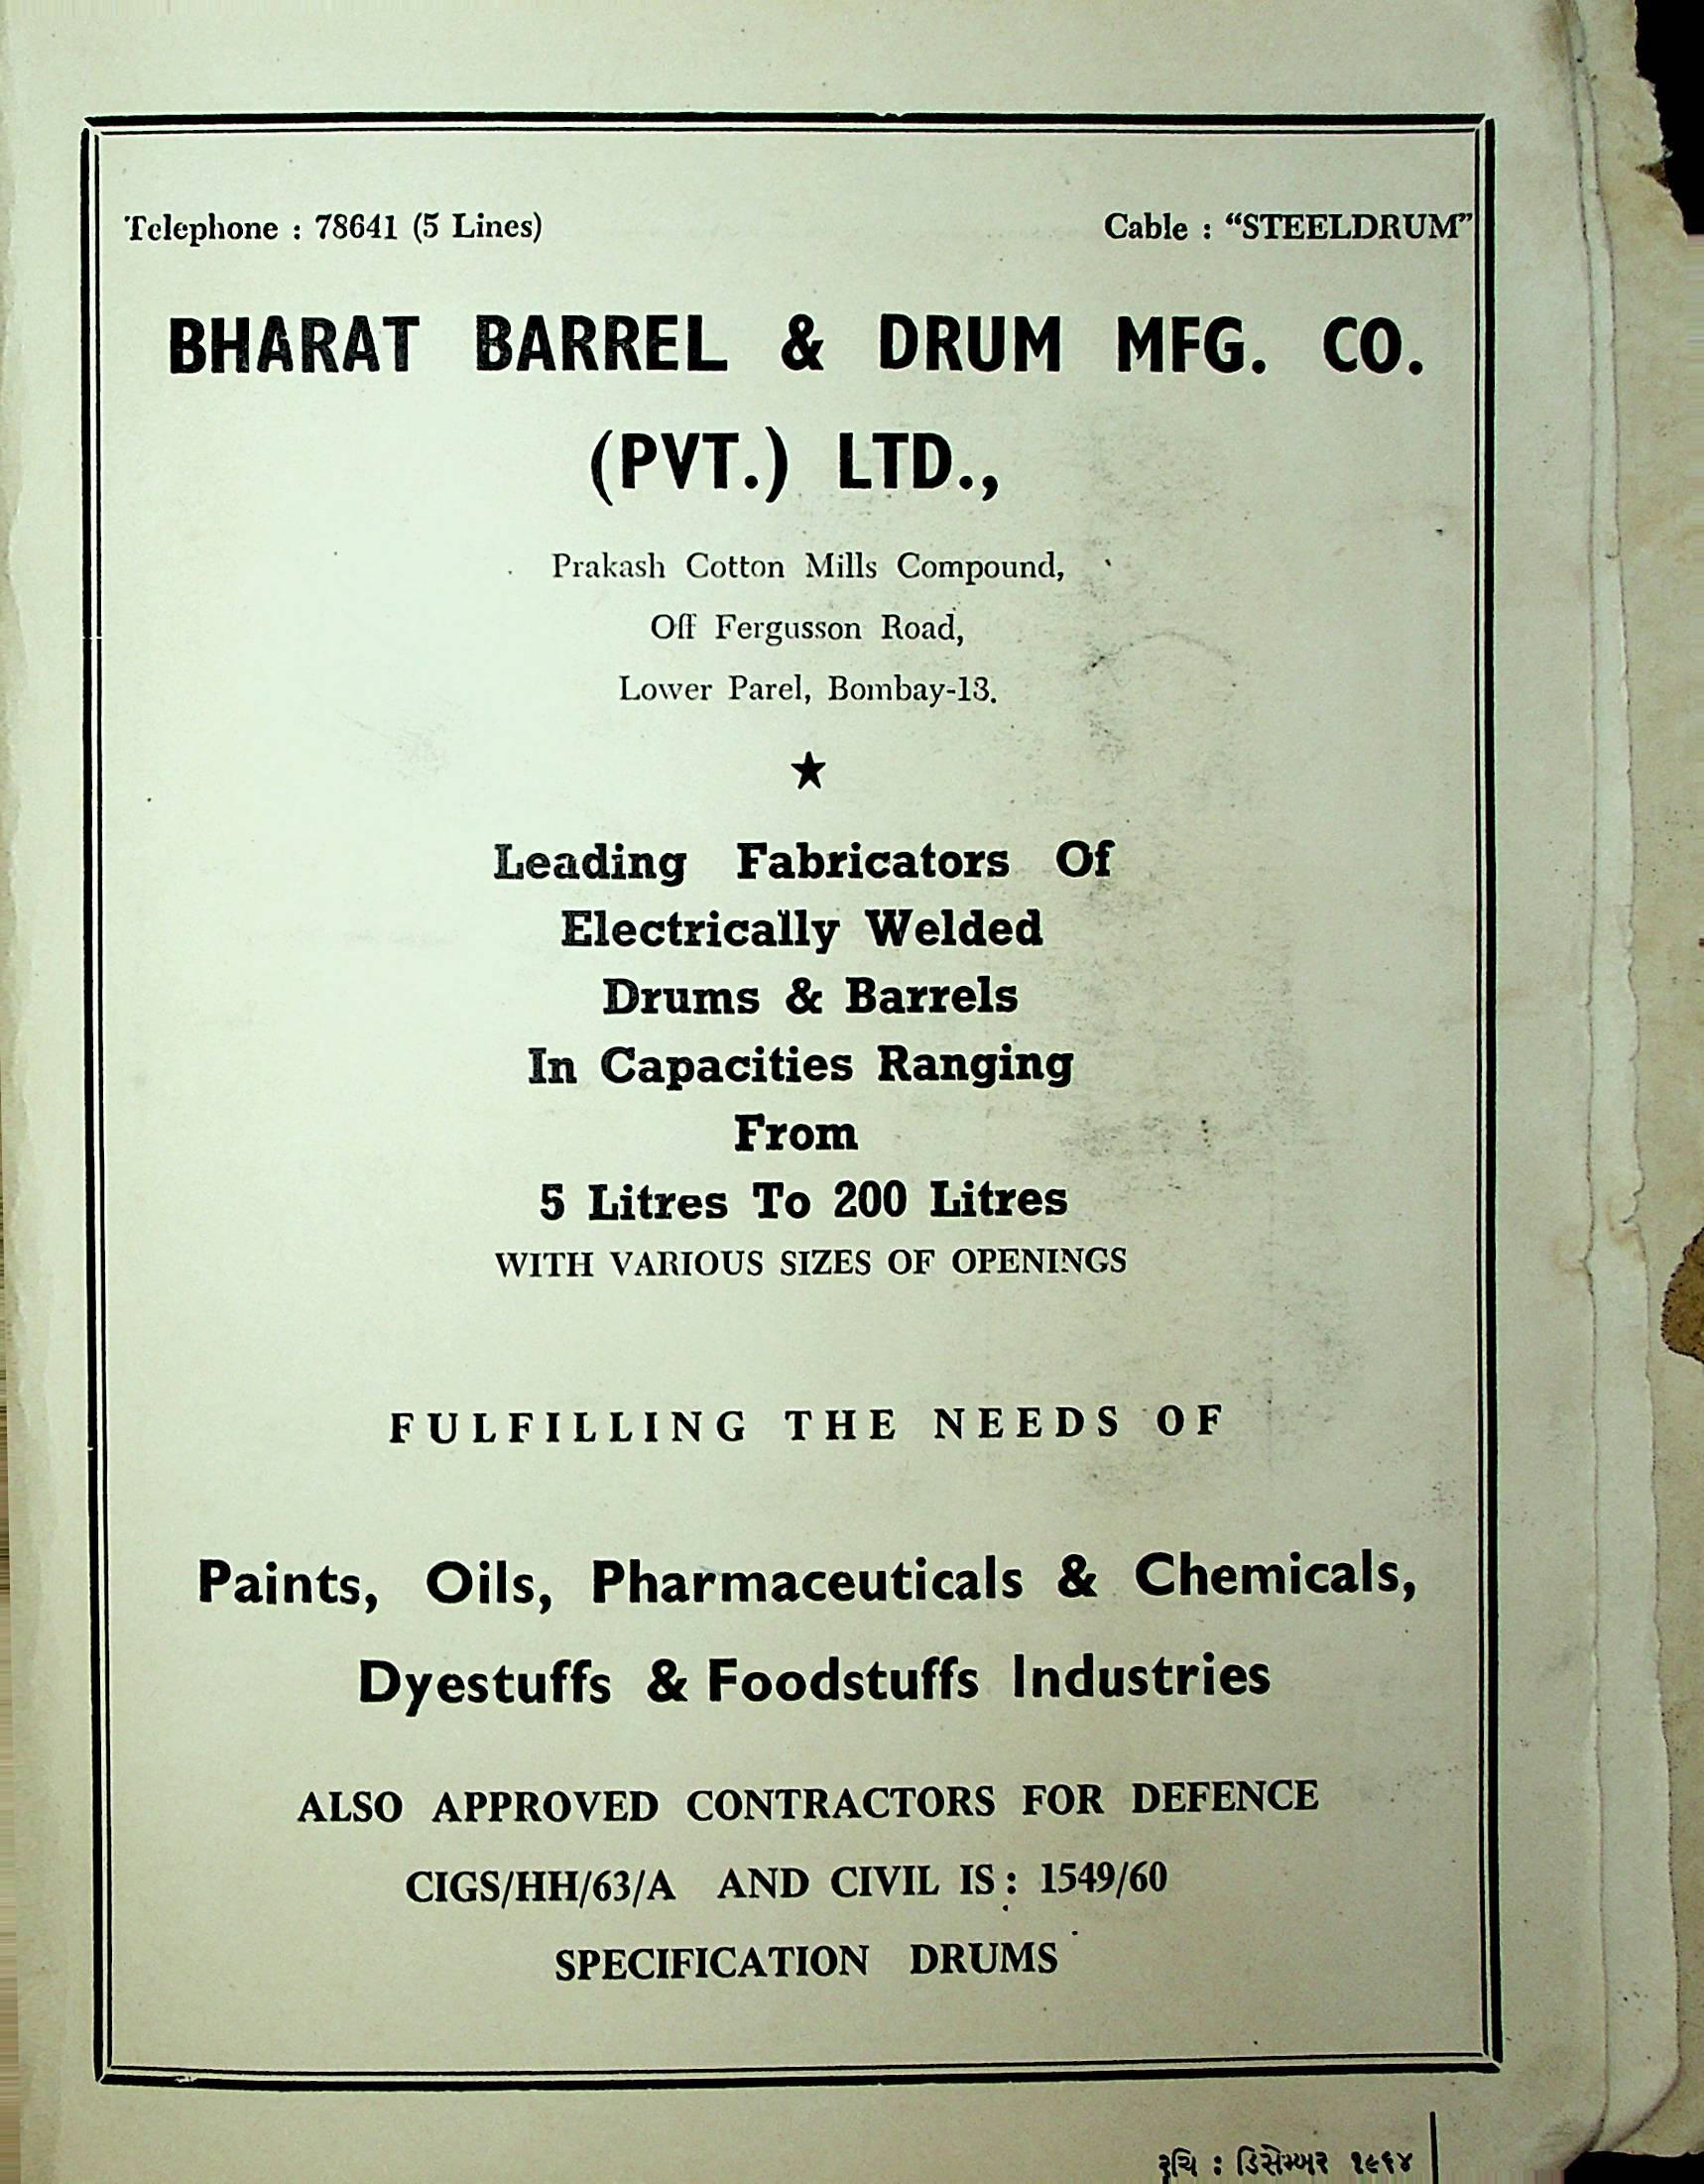 Telephone : 78641 (5 Lines) Cable : “STEELDRUM”
BHARAT BARREL & DRUM MFG. CO.
(PVT.) LTD.,
Prakash Cotton Mills Compound,
Off Fergusson Road,
Lower Parel, Bombay-13.
★
Leading Fabricators Of
Electrically Welded
Drums & Barrels
In Capacities Ranging
From
5 Litres To 200 Litres
WITH VARIOUS SIZES OF OPENINGS
FULFILLING THE NEEDS OF
Paints, Oils, Pharmaceuticals & Chemicals,
Dyestuffs & Foodstuffs Industries
ALSO APPROVED CONTRACTORS FOR DEFENCE
CIGS/HH/63/A AND CIVIL IS : 1549/60
SPECIFICATION DRUMS
રુચિ : ડિસેમ્બર ૧૯૬૪